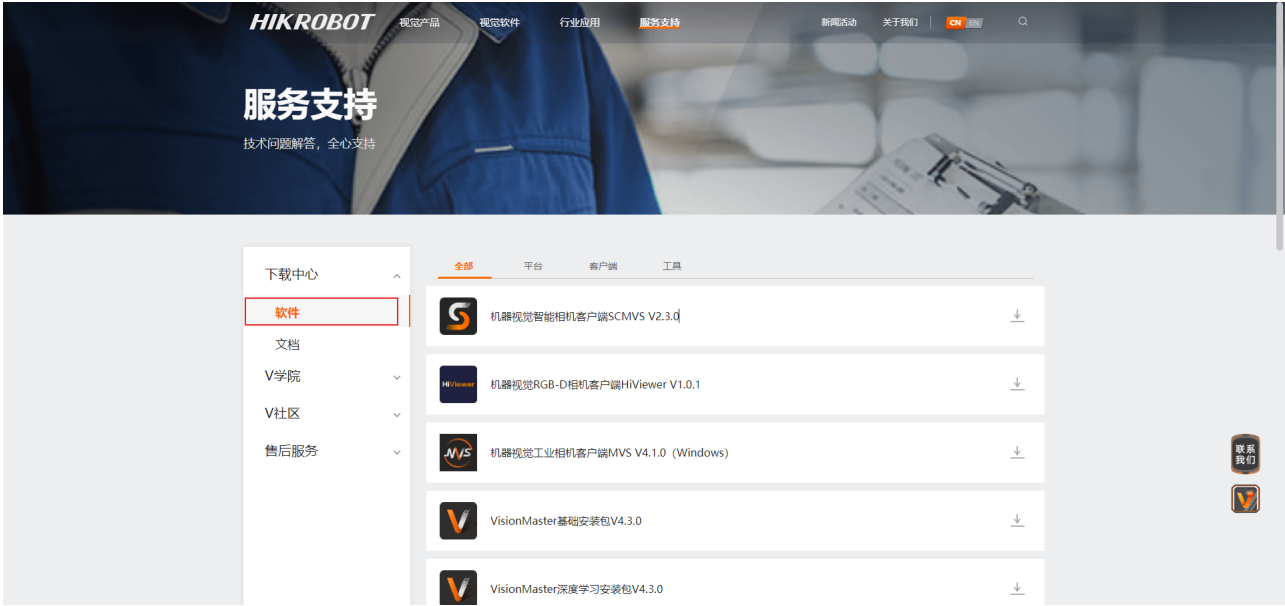 HIKROBOT 视觉产品 视觉软件 行业应用 服务支持 新闻活动 关于我们 CN EN
服务支持
技术问题解答，全心支持
下载中心
软件
文档
V学院
V社区
售后服务
全部 平台 客户端 工具
机器视觉智能相机客户端SCMVS V2.3.0
HiViewer 机器视觉RGB-D相机客户端HiViewer V1.0.1
MVS 机器视觉工业相机客户端MVS V4.1.0（Windows）
VisionMaster基础安装包V4.3.0
VisionMaster深度学习安装包V4.3.0
联系
我们